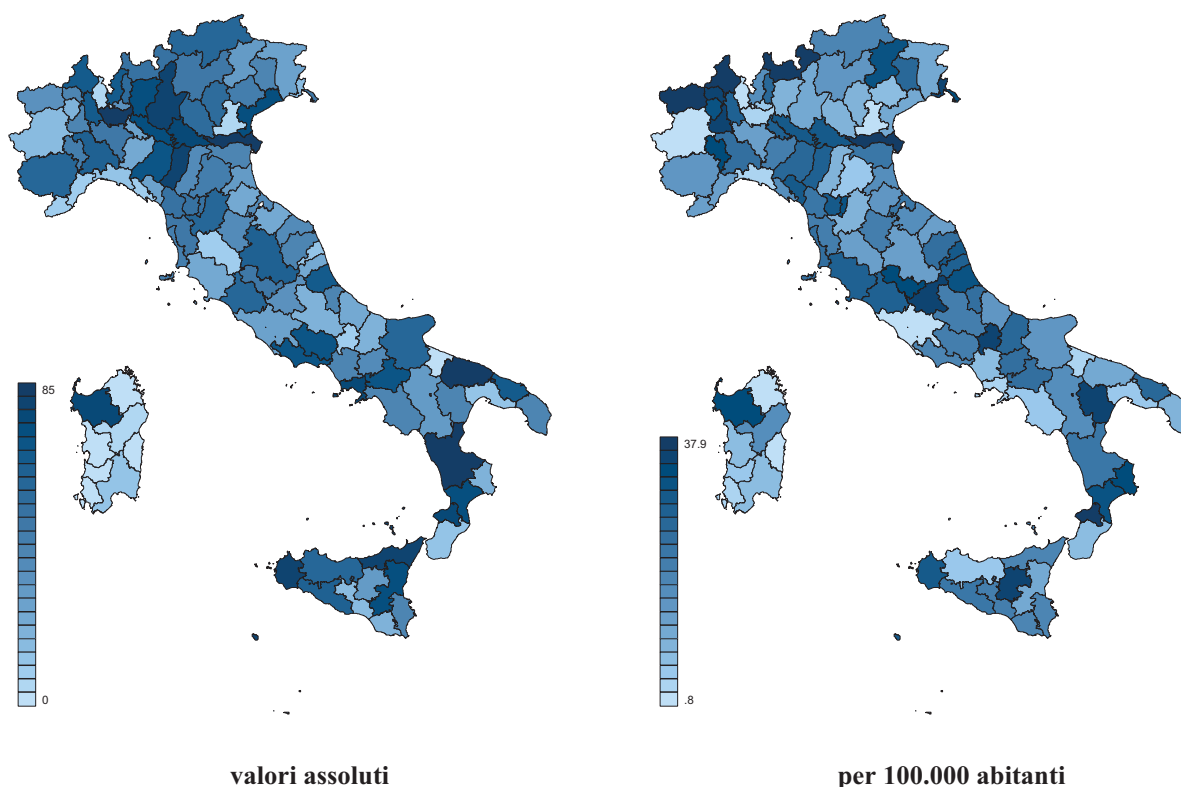 85
0
37.9
.8
valori assoluti
per 100.000 abitanti